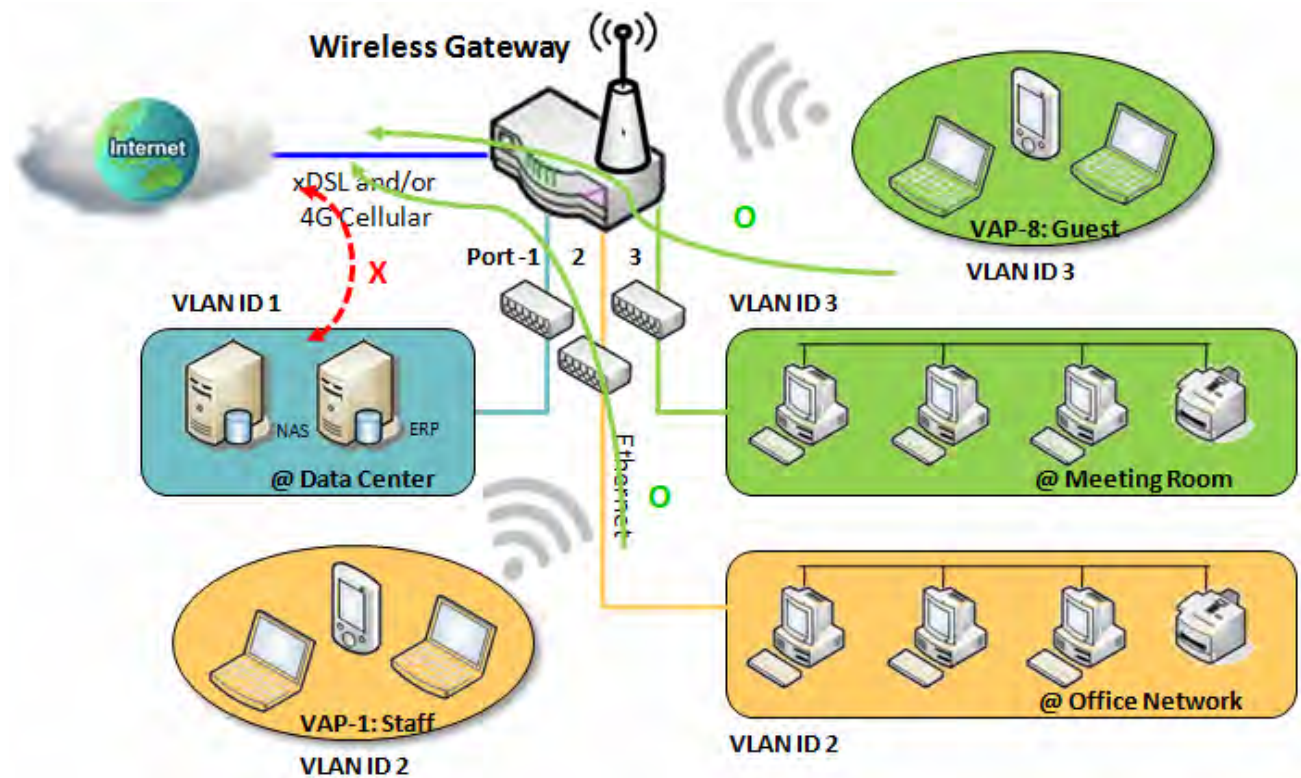 Wireless Gateway
Internet
xDSL and/or
4G Cellular
O
VAP-8: Guest
VLAN ID 3
Port -1
2
3
X
VLAN ID 1
VLAN ID 3
NAS
ERP
@ Data Center
Ethernet
O
@ Meeting Room
VAP-1: Staff
VLAN ID 2
@ Office Network
VLAN ID 2